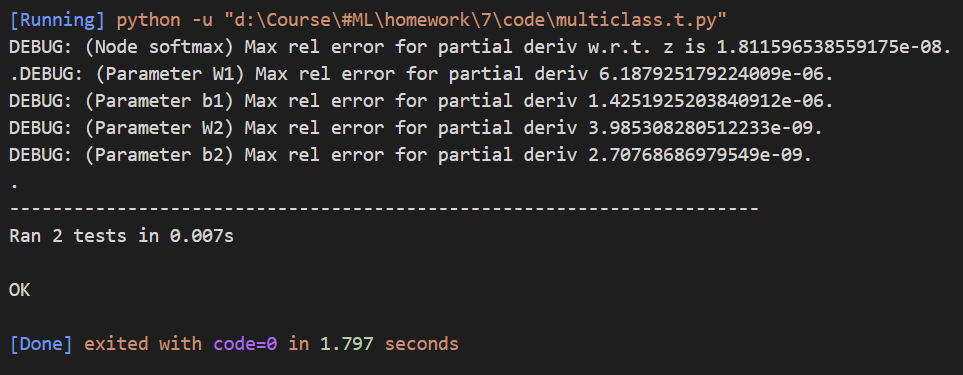 [Running] python -u "d:\Course\#ML\homework\7\code\multiclass.t.py"
DEBUG: (Node softmax) Max rel error for partial deriv w.r.t. z is 1.811596538559175e-08.
.DEBUG: (Parameter W1) Max rel error for partial deriv 6.187925179224009e-06.
DEBUG: (Parameter b1) Max rel error for partial deriv 1.4251925203840912e-06.
DEBUG: (Parameter W2) Max rel error for partial deriv 3.985308280512233e-09.
DEBUG: (Parameter b2) Max rel error for partial deriv 2.70768686979549e-09.
.
----------------------------------------------------------------------
Ran 2 tests in 0.007s
OK
[Done] exited with code=0 in 1.797 seconds